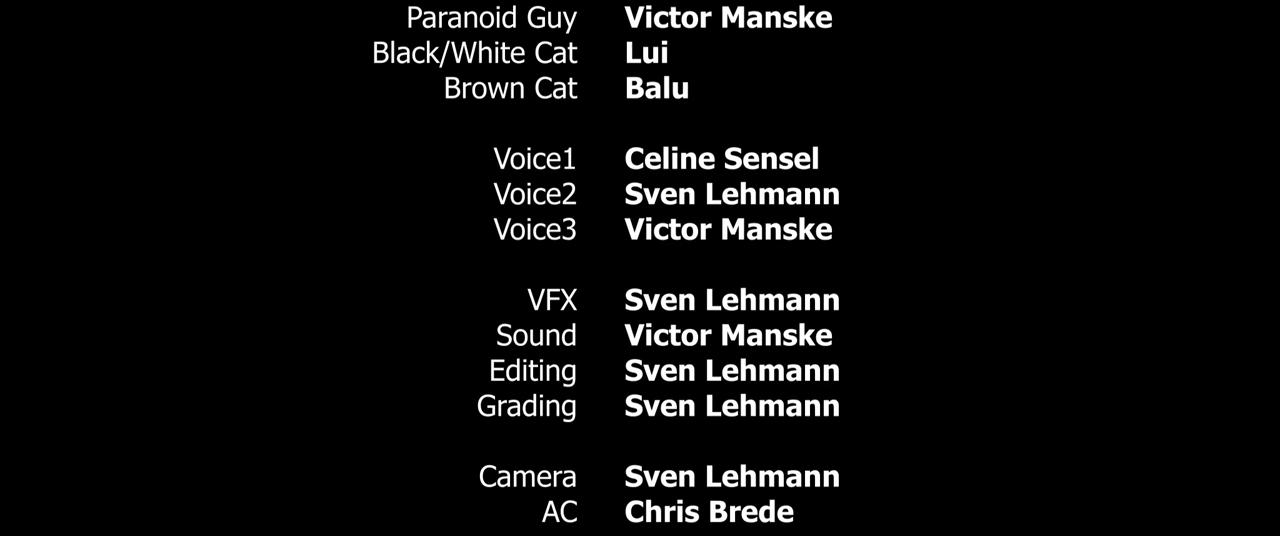 Paranoid Guy Victor Manske
Black/White Cat Lui
Brown Cat Balu
Voice1 Celine Sensel
Voice2 Sven Lehmann
Voice3 Victor Manske
VFX Sven Lehmann
Sound Victor Manske
Editing Sven Lehmann
Grading Sven Lehmann
Camera Sven Lehmann
AC Chris Brede